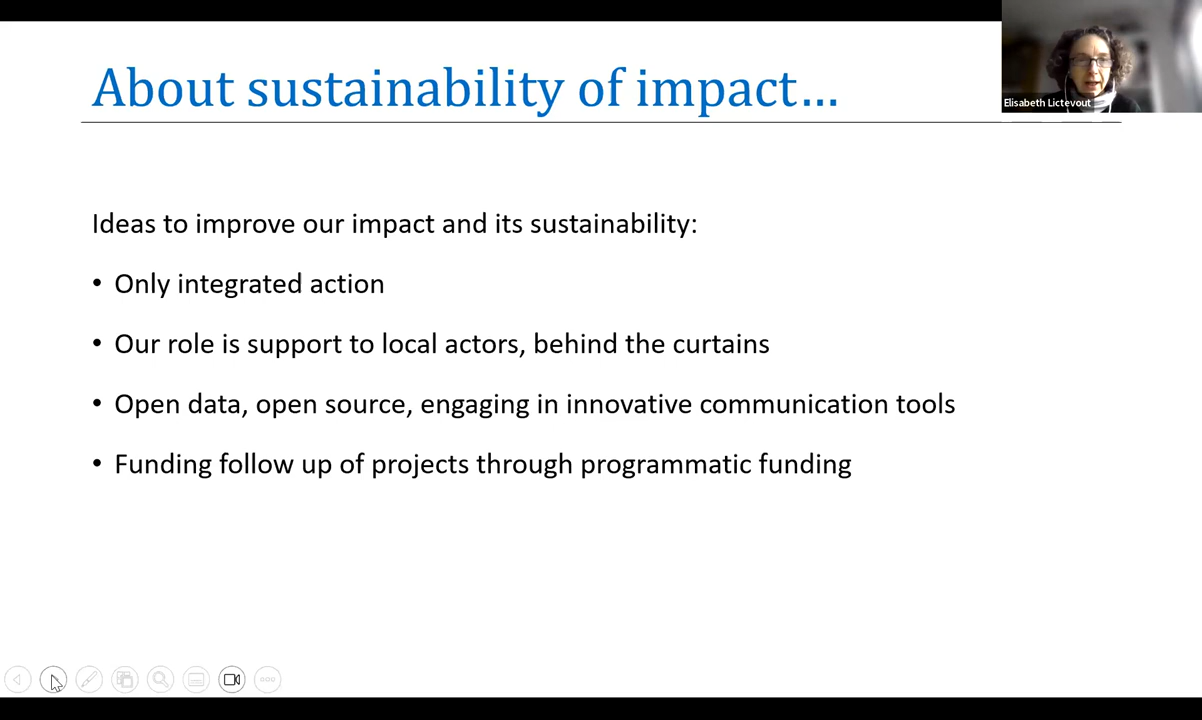 About sustainability of impact...
Elisabeth Lictevout
Ideas to improve our impact and its sustainability:
• Only integrated action
• Our role is support to local actors, behind the curtains
• Open data, open source, engaging in innovative communication tools
• Funding follow up of projects through programmatic funding